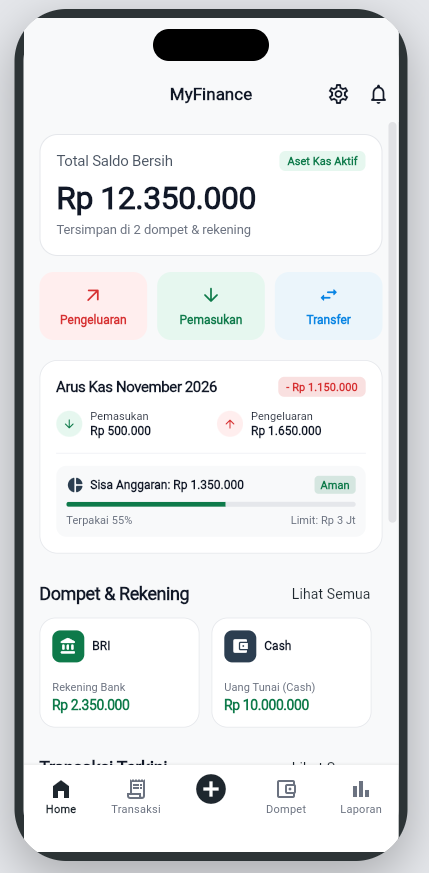 MyFinance
Total Saldo Bersih
Aset Kas Aktif
Rp 12.350.000
Tersimpan di 2 dompet & rekening
Pengeluaran
Pemasukan
Transfer
Arus Kas November 2026
- Rp 1.150.000
Pemasukan
Rp 500.000
Pengeluaran
Rp 1.650.000
Sisa Anggaran: Rp 1.350.000
Aman
Terpakai 55%
Limit: Rp 3 Jt
Dompet & Rekening
Lihat Semua
BRI
Rekening Bank
Rp 2.350.000
Cash
Uang Tunai (Cash)
Rp 10.000.000
Transaksi Terkini
Home
Transaksi
Dompet
Laporan